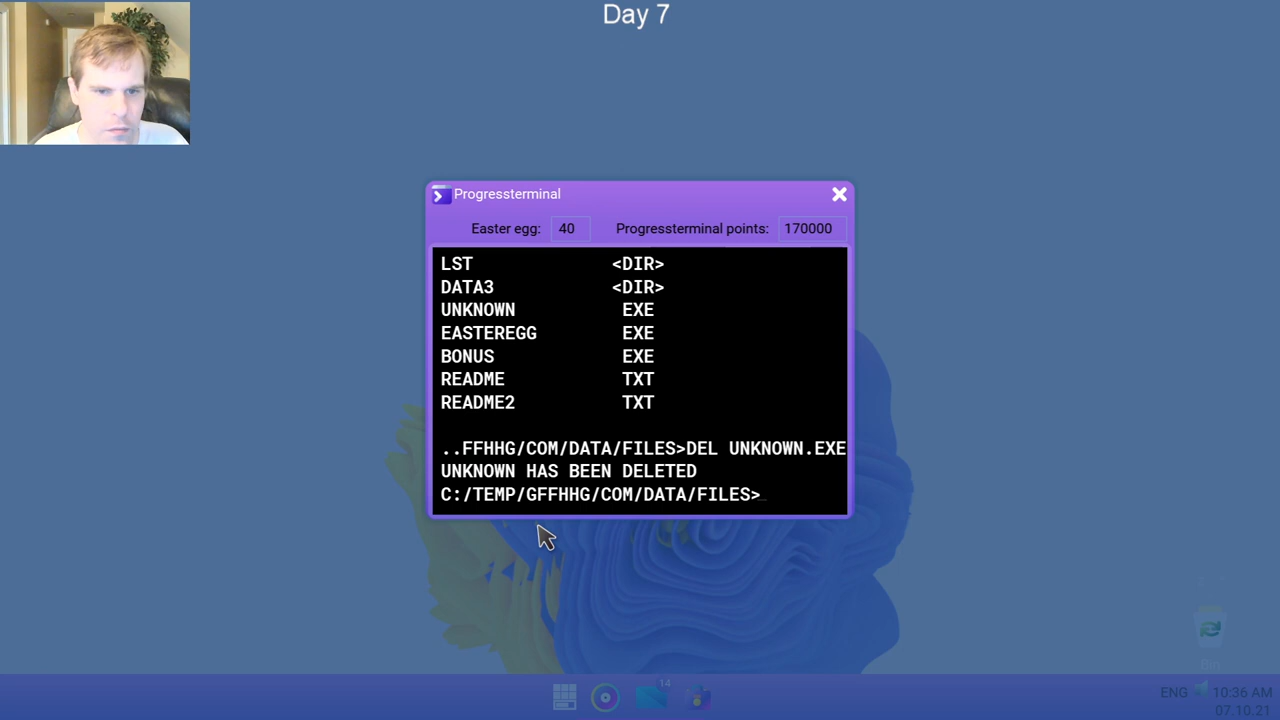 Day 7
Progressterminal
Easter egg: 40 Progressterminal points: 170000
LST <DIR>
DATA3 <DIR>
UNKNOWN EXE
EASTEREGG EXE
BONUS EXE
README TXT
README2 TXT
..FFHHG/COM/DATA/FILES>DEL UNKNOWN.EXE
UNKNOWN HAS BEEN DELETED
C:/TEMP/GFFHHG/COM/DATA/FILES>_
Bin
14
ENG 10:36 AM
07.10.21